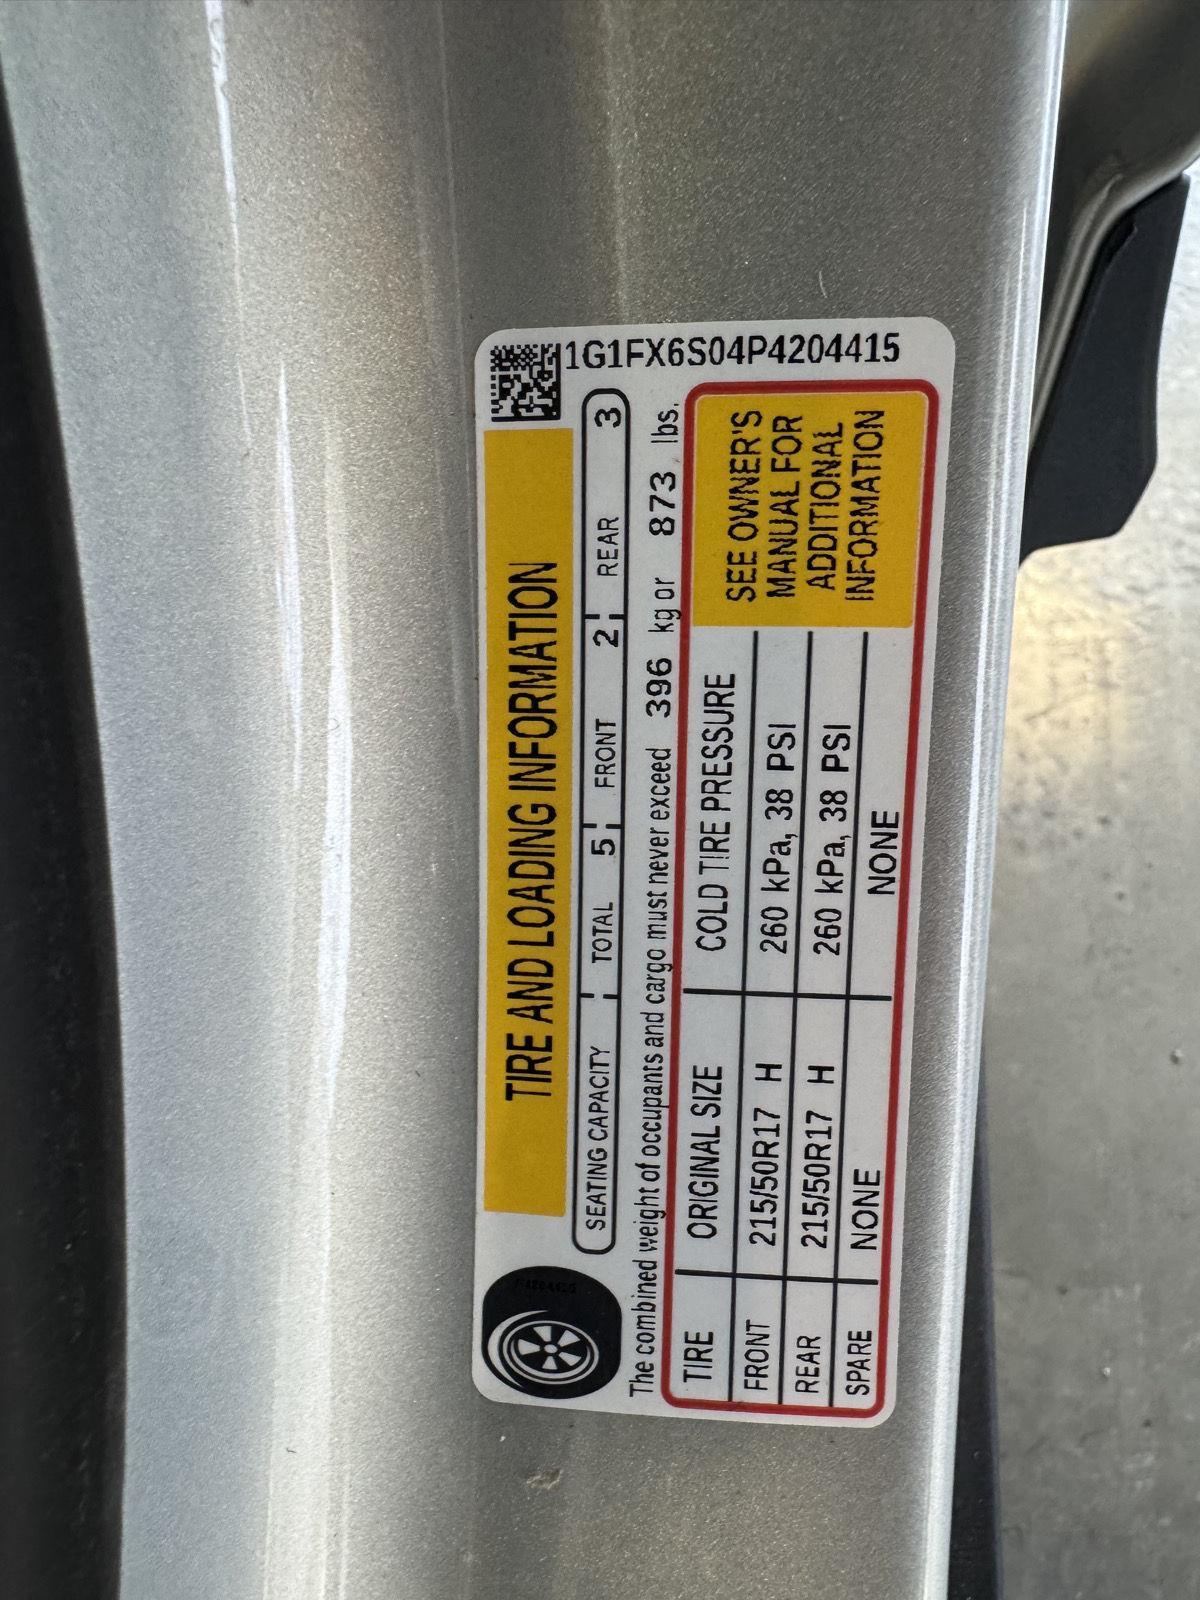 1G1FX6S04P4204415
TIRE AND LOADING INFORMATION
SEATING CAPACITY TOTAL 5 FRONT 2 REAR 3
The combined weight of occupants and cargo must never exceed 396 kg or 873 lbs.
TIRE ORIGINAL SIZE COLD TIRE PRESSURE
FRONT 215/50R17 H 260 kPa, 38 PSI
REAR 215/50R17 H 260 kPa, 38 PSI
SPARE NONE NONE
SEE OWNER'S
MANUAL FOR
ADDITIONAL
INFORMATION